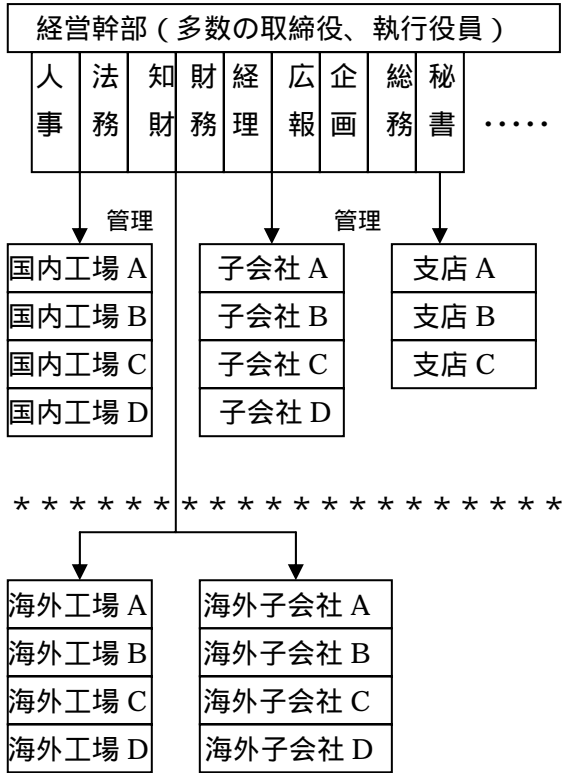 経営幹部（多数の取締役、執行役員）
人事 法務 知財 財務 経理 広報 企画 総務 秘書 ・・・・・
管理 管理
国内工場 A 子会社 A 支店 A
国内工場 B 子会社 B 支店 B
国内工場 C 子会社 C 支店 C
国内工場 D 子会社 D
＊＊＊＊＊＊＊＊＊＊＊＊＊＊＊＊＊＊＊＊
海外工場 A 海外子会社 A
海外工場 B 海外子会社 B
海外工場 C 海外子会社 C
海外工場 D 海外子会社 D